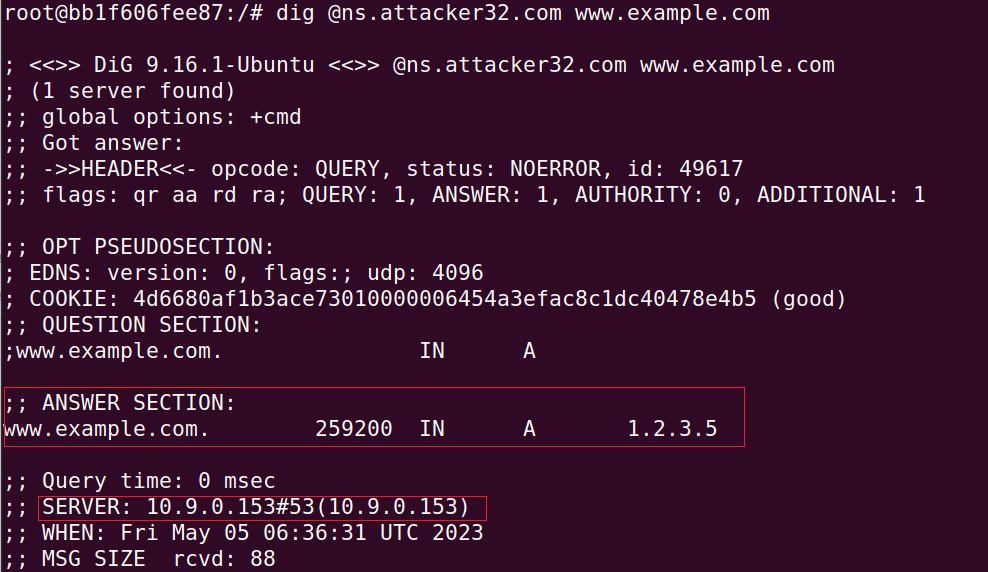 root@bb1f606fee87:/# dig @ns.attacker32.com www.example.com
; <<>> DiG 9.16.1-Ubuntu <<>> @ns.attacker32.com www.example.com
; (1 server found)
;; global options: +cmd
;; Got answer:
;; ->>HEADER<<- opcode: QUERY, status: NOERROR, id: 49617
;; flags: qr aa rd ra; QUERY: 1, ANSWER: 1, AUTHORITY: 0, ADDITIONAL: 1
;; OPT PSEUDOSECTION:
; EDNS: version: 0, flags:; udp: 4096
; COOKIE: 4d6680af1b3ace73010000006454a3efac8c1dc40478e4b5 (good)
;; QUESTION SECTION:
;www.example.com. IN A
;; ANSWER SECTION:
www.example.com. 259200 IN A 1.2.3.5
;; Query time: 0 msec
;; SERVER: 10.9.0.153#53(10.9.0.153)
;; WHEN: Fri May 05 06:36:31 UTC 2023
;; MSG SIZE rcvd: 88